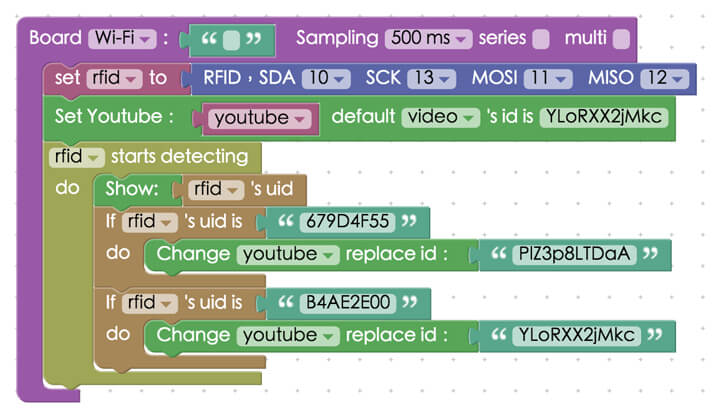 Board Wi-Fi : “ ” Sampling 500 ms series multi
set rfid to RFID , SDA 10 SCK 13 MOSI 11 MISO 12
Set Youtube : youtube default video 's id is YLoRXX2jMkc
rfid starts detecting
do Show: rfid 's uid
If rfid 's uid is “ 679D4F55 ”
do Change youtube replace id : “ PIZ3p8LTDaA ”
If rfid 's uid is “ B4AE2E00 ”
do Change youtube replace id : “ YLoRXX2jMkc ”